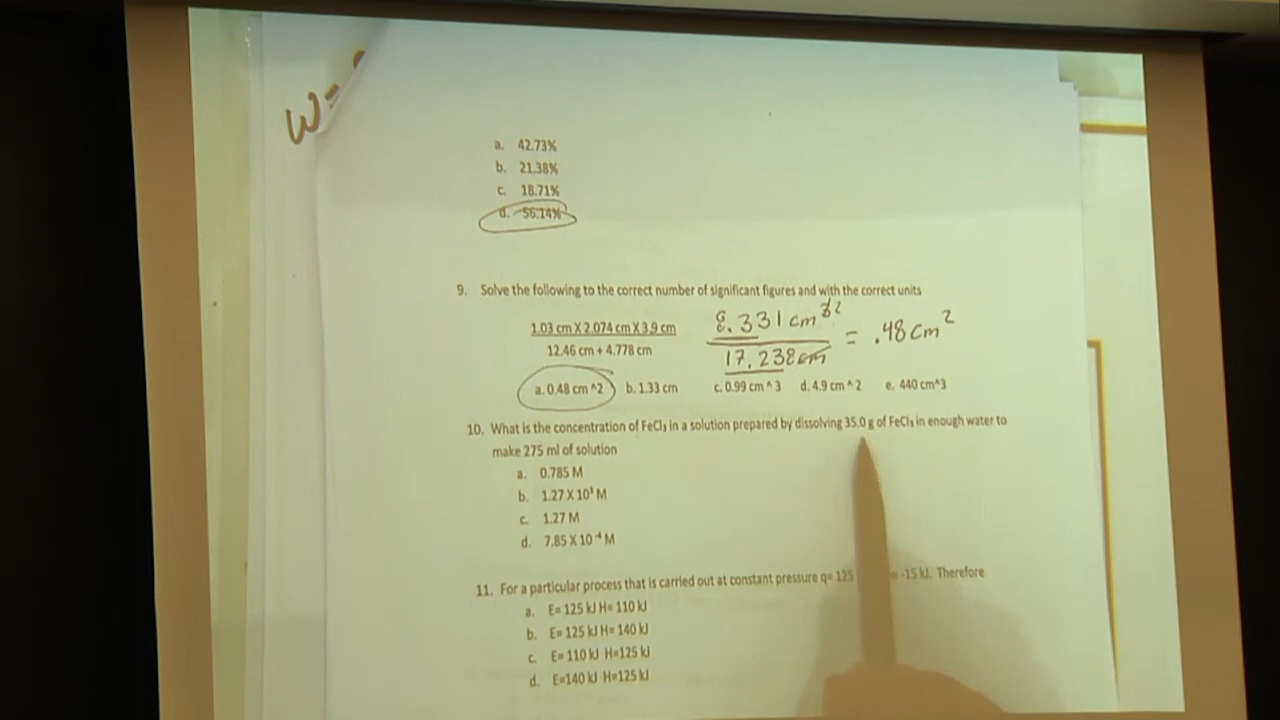 W=
a. 42.73%
b. 21.38%
c. 18.71%
d. 56.14%
9. Solve the following to the correct number of significant figures and with the correct units
1.03 cm X 2.074 cm X 3.9 cm
12.46 cm + 4.778 cm
8.331 cm³ ²
17.238 cm
= .48 cm²
a. 0.48 cm ^2 b. 1.33 cm c. 0.99 cm ^ 3 d. 4.9 cm ^ 2 e. 440 cm^3
10. What is the concentration of FeCl₃ in a solution prepared by dissolving 35.0 g of FeCl₃ in enough water to
make 275 ml of solution
a. 0.785 M
b. 1.27 X 10³ M
c. 1.27 M
d. 7.85 X 10⁻⁴ M
11. For a particular process that is carried out at constant pressure q= 125 -15 kJ. Therefore
a. E= 125 kJ H= 110 kJ
b. E= 125 kJ H= 140 kJ
c. E= 110 kJ H=125 kJ
d. E=140 kJ H=125 kJ